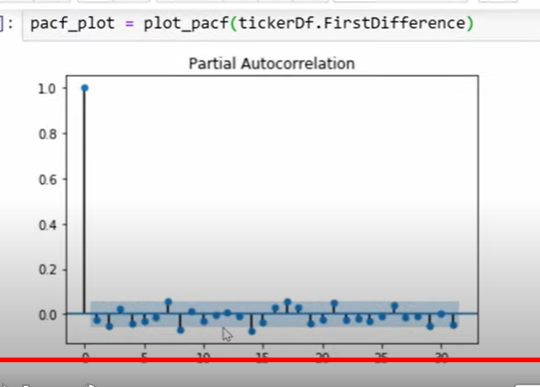 ]: pacf_plot = plot_pacf(tickerDf.FirstDifference)
Partial Autocorrelation
1.0
0.8
0.6
0.4
0.2
0.0
0 5 10 15 20 25 30